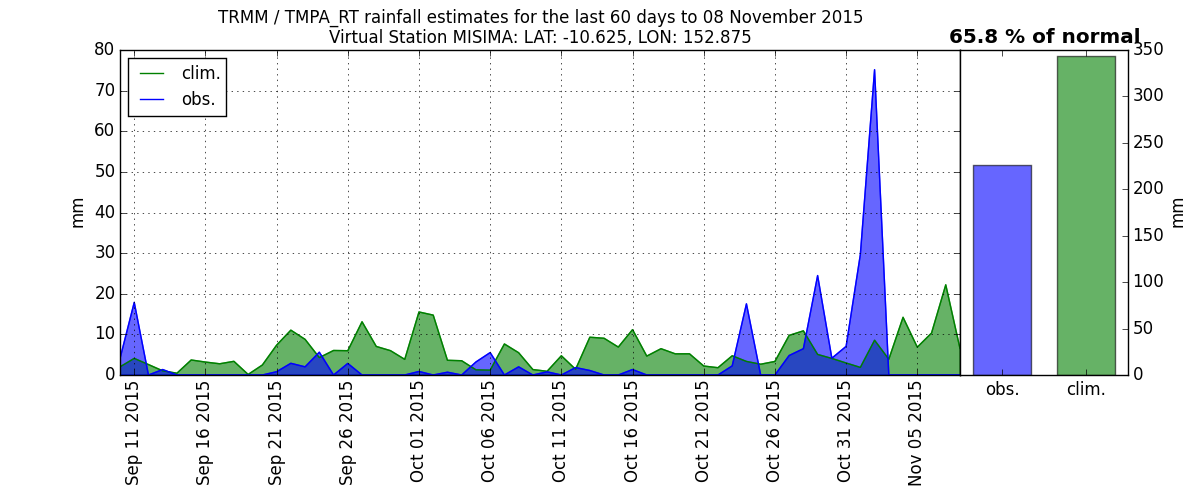 TRMM / TMPA_RT rainfall estimates for the last 60 days to 08 November 2015
Virtual Station MISIMA: LAT: -10.625, LON: 152.875
65.8 % of normal
clim.
obs.
80
70
60
50
40
30
20
10
0
mm
Sep 11 2015
Sep 16 2015
Sep 21 2015
Sep 26 2015
Oct 01 2015
Oct 06 2015
Oct 11 2015
Oct 16 2015
Oct 21 2015
Oct 26 2015
Oct 31 2015
Nov 05 2015
obs.
clim.
350
300
250
200
150
100
50
0
mm